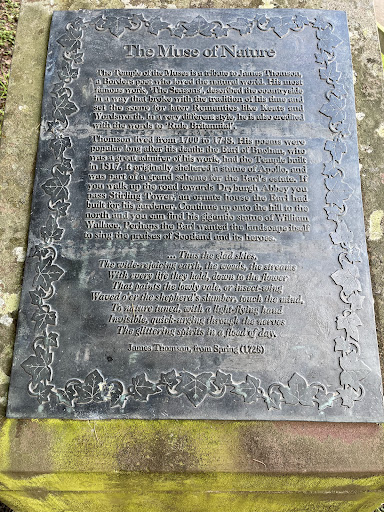 The Muse of Nature
The Temple of the Muses is a tribute to James Thomson,
a Borders poet who loved the natural world. His most
famous work, 'The Seasons', described the countryside
in a way that broke with the tradition of his time and
set the scene for later Romantics like Keats and
Wordsworth. In a very different style, he is also credited
with the words to 'Rule Britannia!'.
Thomson lived from 1700 to 1748. His poems were
popular long after his death: the Earl of Buchan, who
was a great admirer of his work, had the Temple built
in 1817. It originally sheltered a statue of Apollo, and
was part of a grand scheme for the Earl's estate. If
you walk up the road towards Dryburgh Abbey you
pass Stirling Tower, an ornate house the Earl had
built for his gardener. Continue up over the hill to the
north and you can find his gigantic statue of William
Wallace. Perhaps the Earl wanted the landscape itself
to sing the praises of Scotland and its heroes.
... Thus the glad skies,
The wide-rejoicing earth, the woods, the streams
With every life they hold, down to the flower
That paints the lowly vale, or insect-wing
Waved o'er the shepherd's slumber, touch the mind,
To nature tuned, with a light-flying hand
Invisible, quick-urging through the nerves
The glittering spirits in a flood of day.
James Thomson, from Spring (1728)